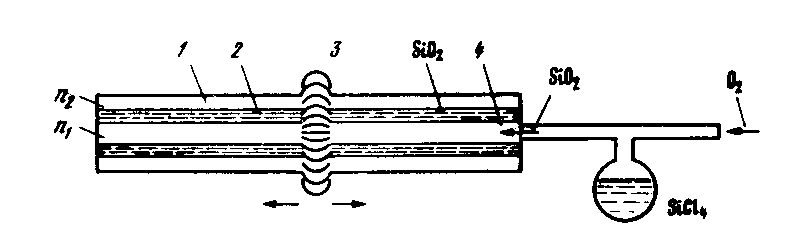 1 2 3 SiO₂ 4 SiO₂ O₂
n₂
n₁
SiCl₄